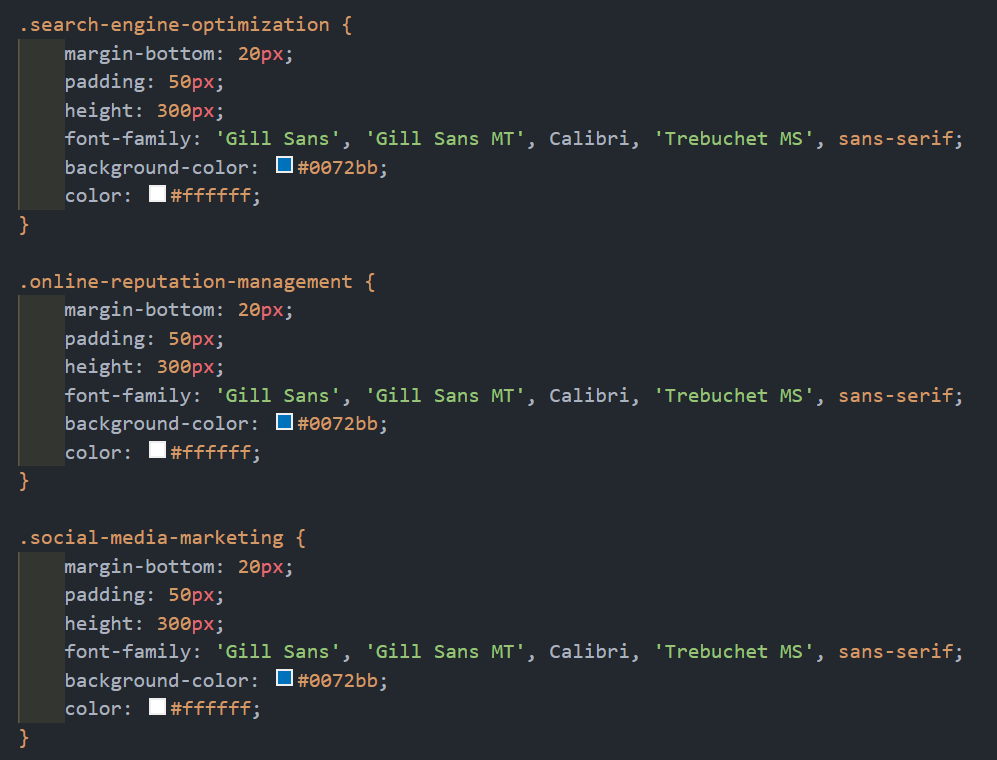 .search-engine-optimization {
    margin-bottom: 20px;
    padding: 50px;
    height: 300px;
    font-family: 'Gill Sans', 'Gill Sans MT', Calibri, 'Trebuchet MS', sans-serif;
    background-color: #0072bb;
    color: #ffffff;
}

.online-reputation-management {
    margin-bottom: 20px;
    padding: 50px;
    height: 300px;
    font-family: 'Gill Sans', 'Gill Sans MT', Calibri, 'Trebuchet MS', sans-serif;
    background-color: #0072bb;
    color: #ffffff;
}

.social-media-marketing {
    margin-bottom: 20px;
    padding: 50px;
    height: 300px;
    font-family: 'Gill Sans', 'Gill Sans MT', Calibri, 'Trebuchet MS', sans-serif;
    background-color: #0072bb;
    color: #ffffff;
}